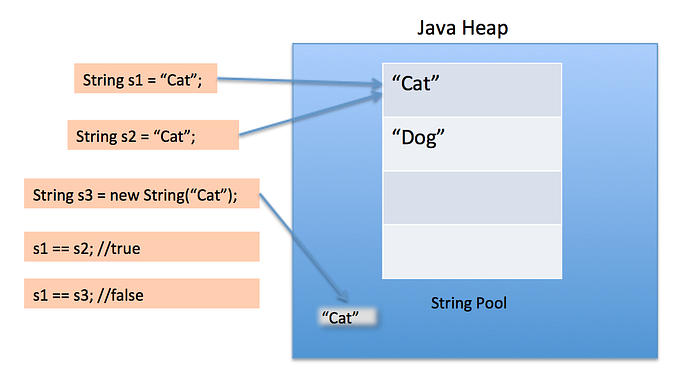 Java Heap
String s1 = “Cat”;
“Cat”
String s2 = “Cat”;
“Dog”
String s3 = new String(“Cat”);
s1 == s2; //true
s1 == s3; //false
String Pool
“Cat”